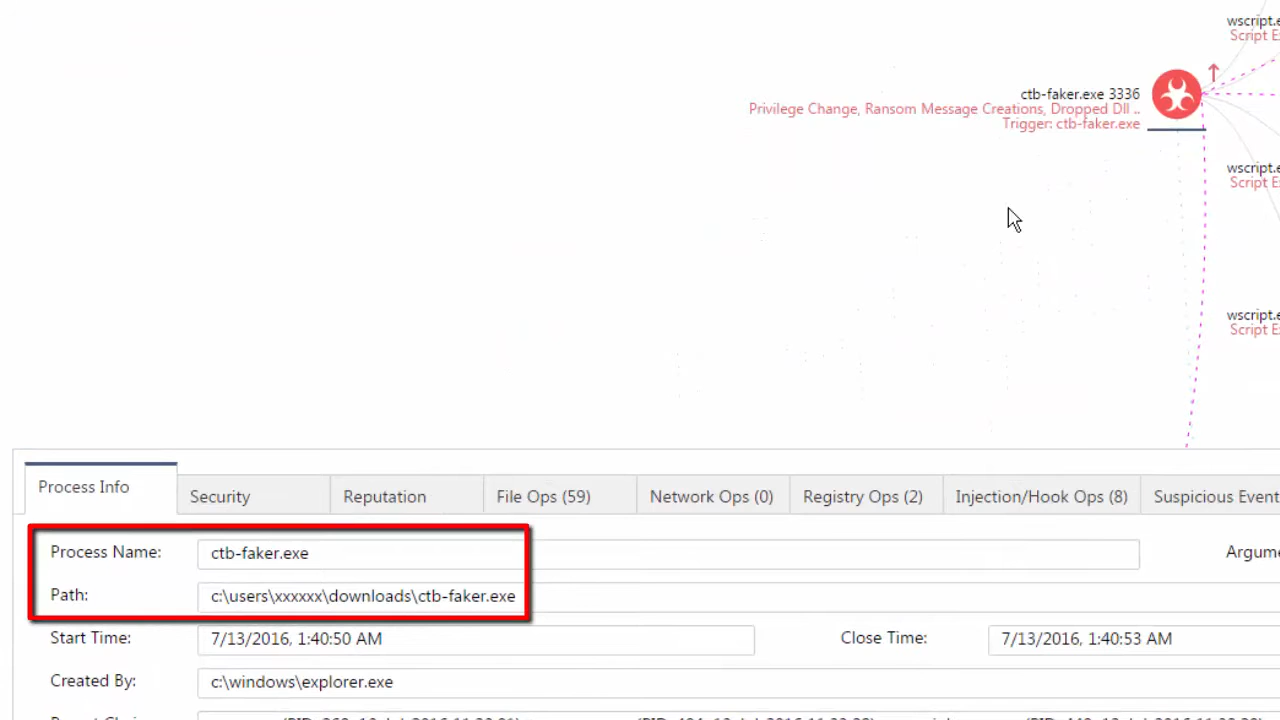 wscript.e
Script E
ctb-faker.exe 3336
Privilege Change, Ransom Message Creations, Dropped Dll ..
Trigger: ctb-faker.exe
wscript.e
Script E
wscript.e
Script E
Process Info
Security
Reputation
File Ops (59)
Network Ops (0)
Registry Ops (2)
Injection/Hook Ops (8)
Suspicious Event
Process Name:
ctb-faker.exe
Argume
Path:
c:\users\xxxxxx\downloads\ctb-faker.exe
Start Time:
7/13/2016, 1:40:50 AM
Close Time:
7/13/2016, 1:40:53 AM
Created By:
c:\windows\explorer.exe